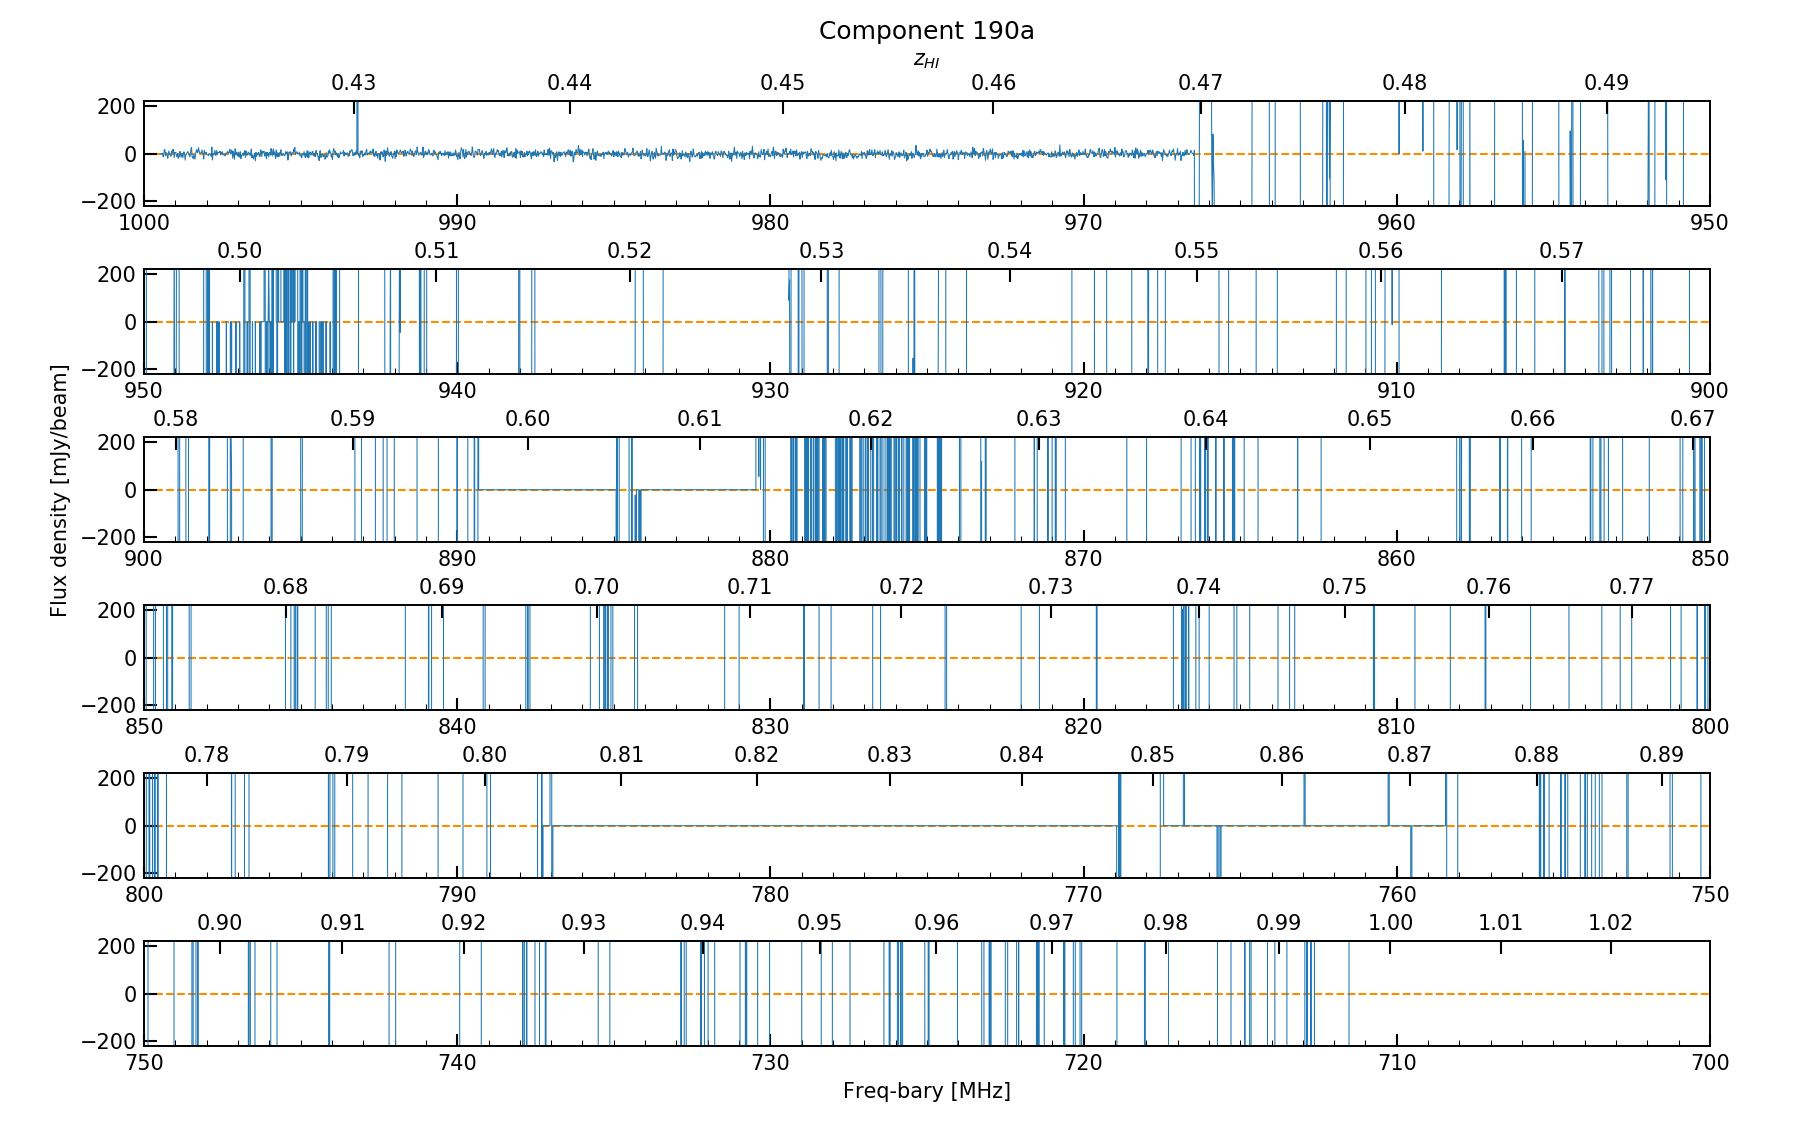 Component 190a
z_HI
0.43 0.44 0.45 0.46 0.47 0.48 0.49
200
0
−200
1000 990 980 970 960 950
0.50 0.51 0.52 0.53 0.54 0.55 0.56 0.57
200
0
−200
950 940 930 920 910 900
0.58 0.59 0.60 0.61 0.62 0.63 0.64 0.65 0.66 0.67
200
0
−200
900 890 880 870 860 850
Flux density [mJy/beam]
0.68 0.69 0.70 0.71 0.72 0.73 0.74 0.75 0.76 0.77
200
0
−200
850 840 830 820 810 800
0.78 0.79 0.80 0.81 0.82 0.83 0.84 0.85 0.86 0.87 0.88 0.89
200
0
−200
800 790 780 770 760 750
0.90 0.91 0.92 0.93 0.94 0.95 0.96 0.97 0.98 0.99 1.00 1.01 1.02
200
0
−200
750 740 730 720 710 700
Freq-bary [MHz]